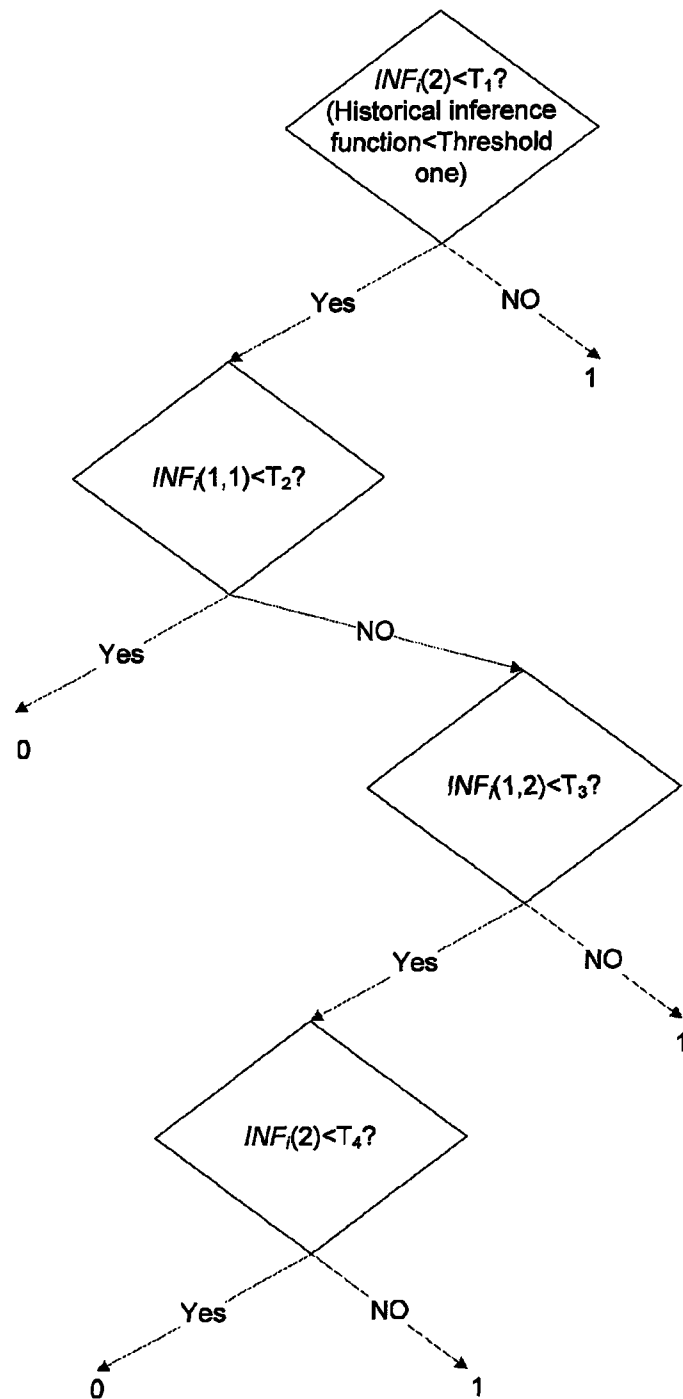 INFᵢ(2)<T₁?
(Historical inference
function<Threshold
one)
Yes
NO
1
INFᵢ(1,1)<T₂?
Yes
NO
0
INFᵢ(1,2)<T₃?
Yes
NO
1
INFᵢ(2)<T₄?
Yes
NO
0
1